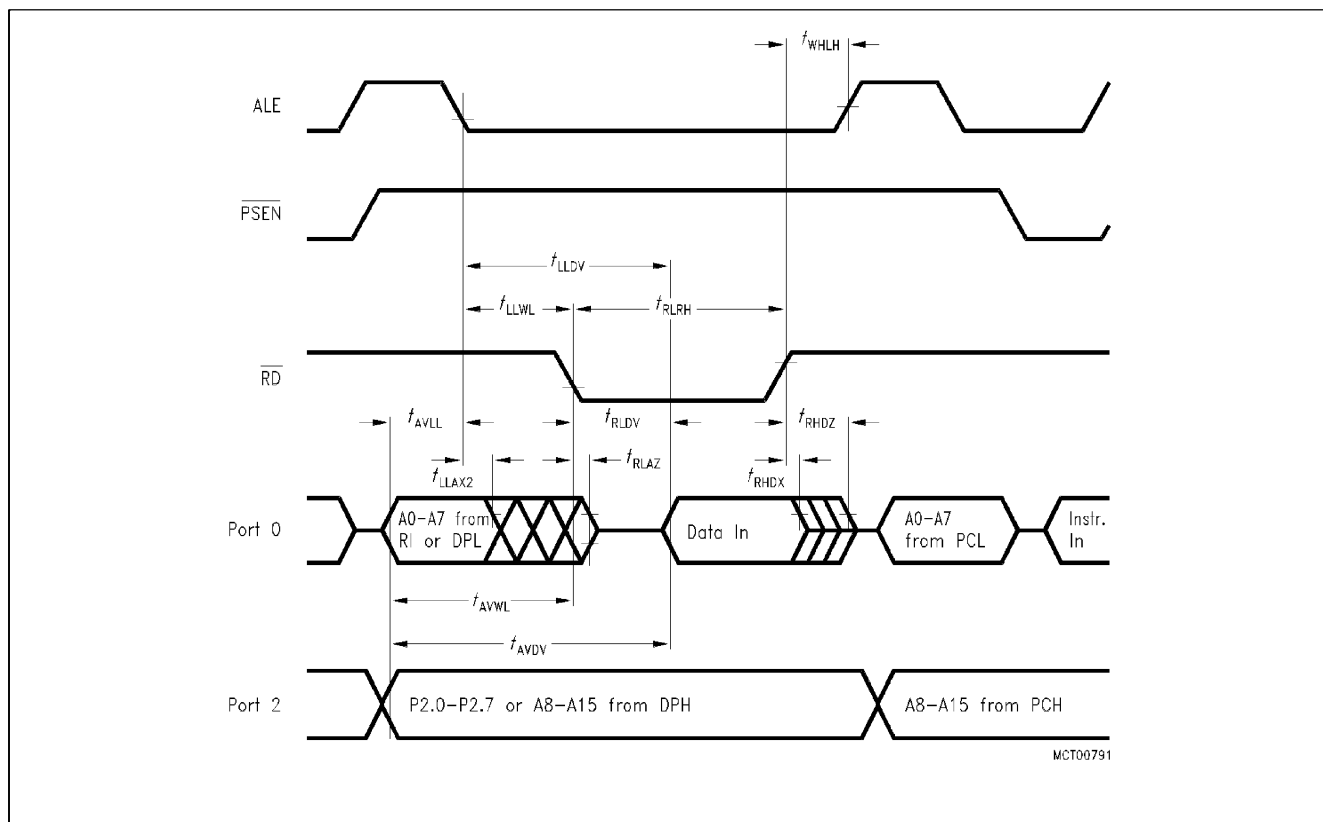 tWHLH
ALE
PSEN
tLLDV
tLLWL
tRLRH
RD
tAVLL
tRLDV
tRHDZ
tRLAZ
tLLAX2
tRHDX
Port 0
A0-A7 from
RI or DPL
Data In
A0-A7
from PCL
Instr.
In
tAVWL
tAVDV
Port 2
P2.0-P2.7 or A8-A15 from DPH
A8-A15 from PCH
MCT00791